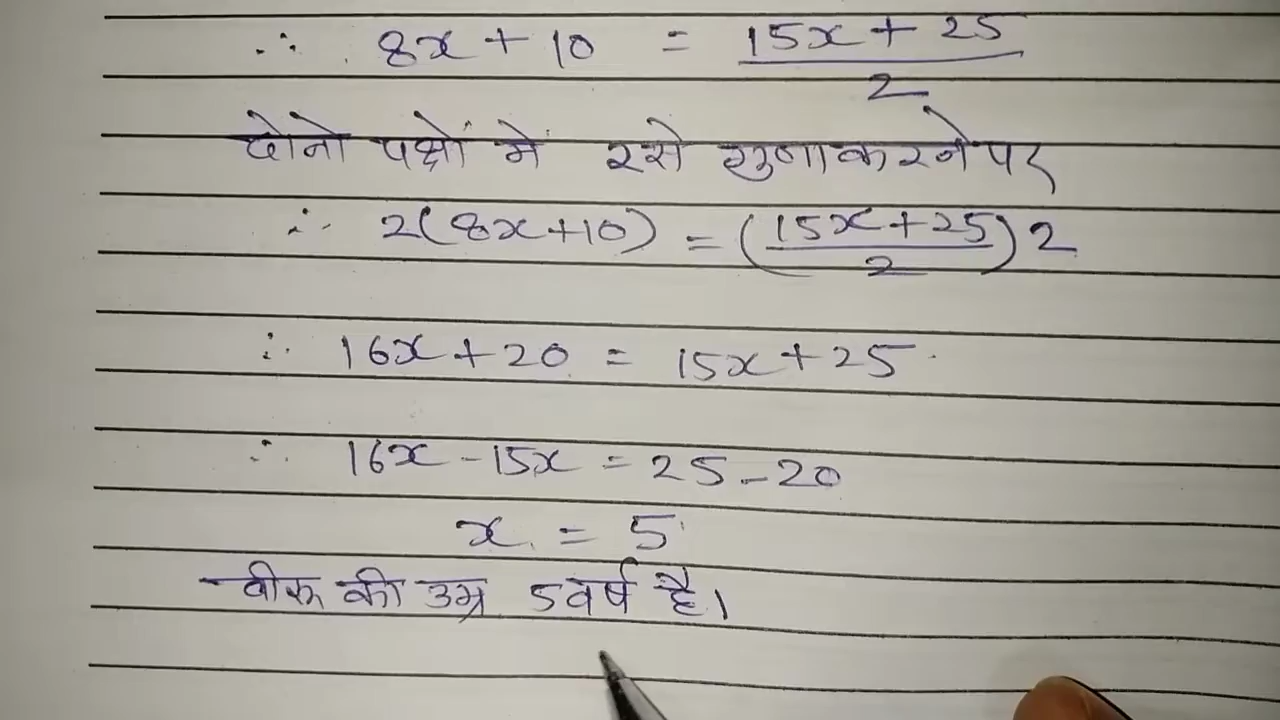 ∴ 8x + 10 = (15x + 25)/2
दोनो पक्षों में 2 से गुणा करने पर
∴ 2(8x+10) = ((15x+25)/2) 2
∴ 16x + 20 = 15x + 25
∴ 16x - 15x = 25 - 20
x = 5
वीरू की उम्र 5 वर्ष है।